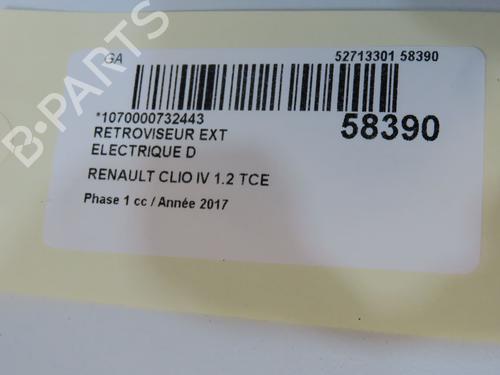 GA 52713301 58390
*1070000732443
58390
RETROVISEUR EXT
ELECTRIQUE D
RENAULT CLIO IV 1.2 TCE
Phase 1 cc / Année 2017
B-PARTS